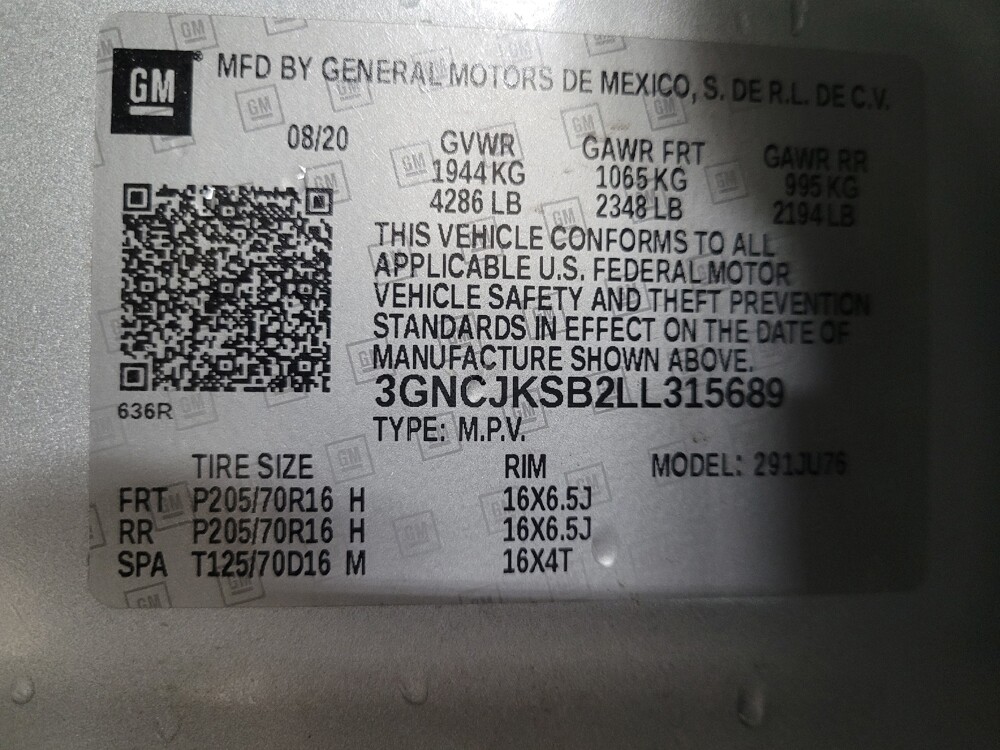 GM ® MFD BY GENERAL MOTORS DE MEXICO, S. DE R.L. DE C.V.
08/20 GVWR GAWR FRT GAWR RR
1944 KG 1065 KG 995 KG
4286 LB 2348 LB 2194 LB
THIS VEHICLE CONFORMS TO ALL
APPLICABLE U.S. FEDERAL MOTOR
VEHICLE SAFETY AND THEFT PREVENTION
STANDARDS IN EFFECT ON THE DATE OF
MANUFACTURE SHOWN ABOVE.
3GNCJKSB2LL315689
636R
TYPE: M.P.V.
TIRE SIZE RIM MODEL: 291JU76
FRT P205/70R16 H 16X6.5J
RR P205/70R16 H 16X6.5J
SPA T125/70D16 M 16X4T